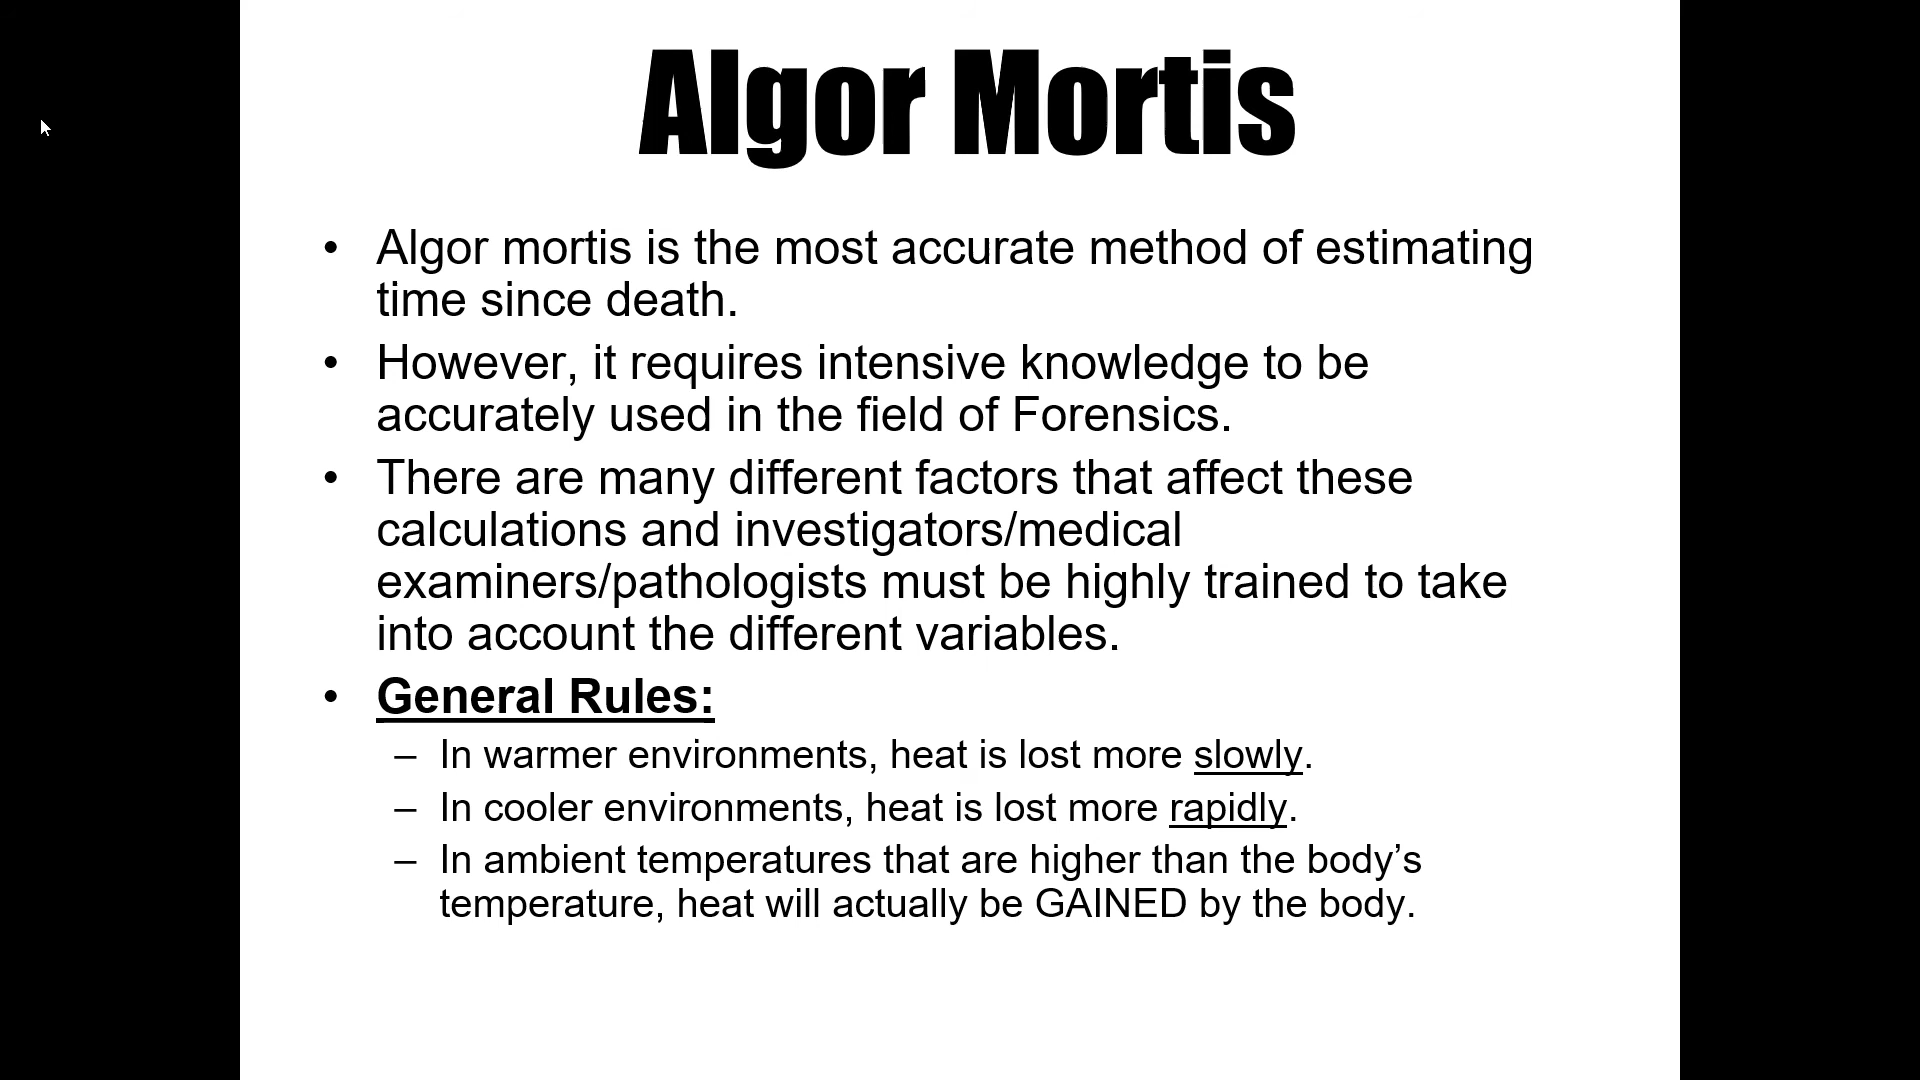 Algor Mortis
• Algor mortis is the most accurate method of estimating
time since death.
• However, it requires intensive knowledge to be
accurately used in the field of Forensics.
• There are many different factors that affect these
calculations and investigators/medical
examiners/pathologists must be highly trained to take
into account the different variables.
• General Rules:
– In warmer environments, heat is lost more slowly.
– In cooler environments, heat is lost more rapidly.
– In ambient temperatures that are higher than the body’s
temperature, heat will actually be GAINED by the body.